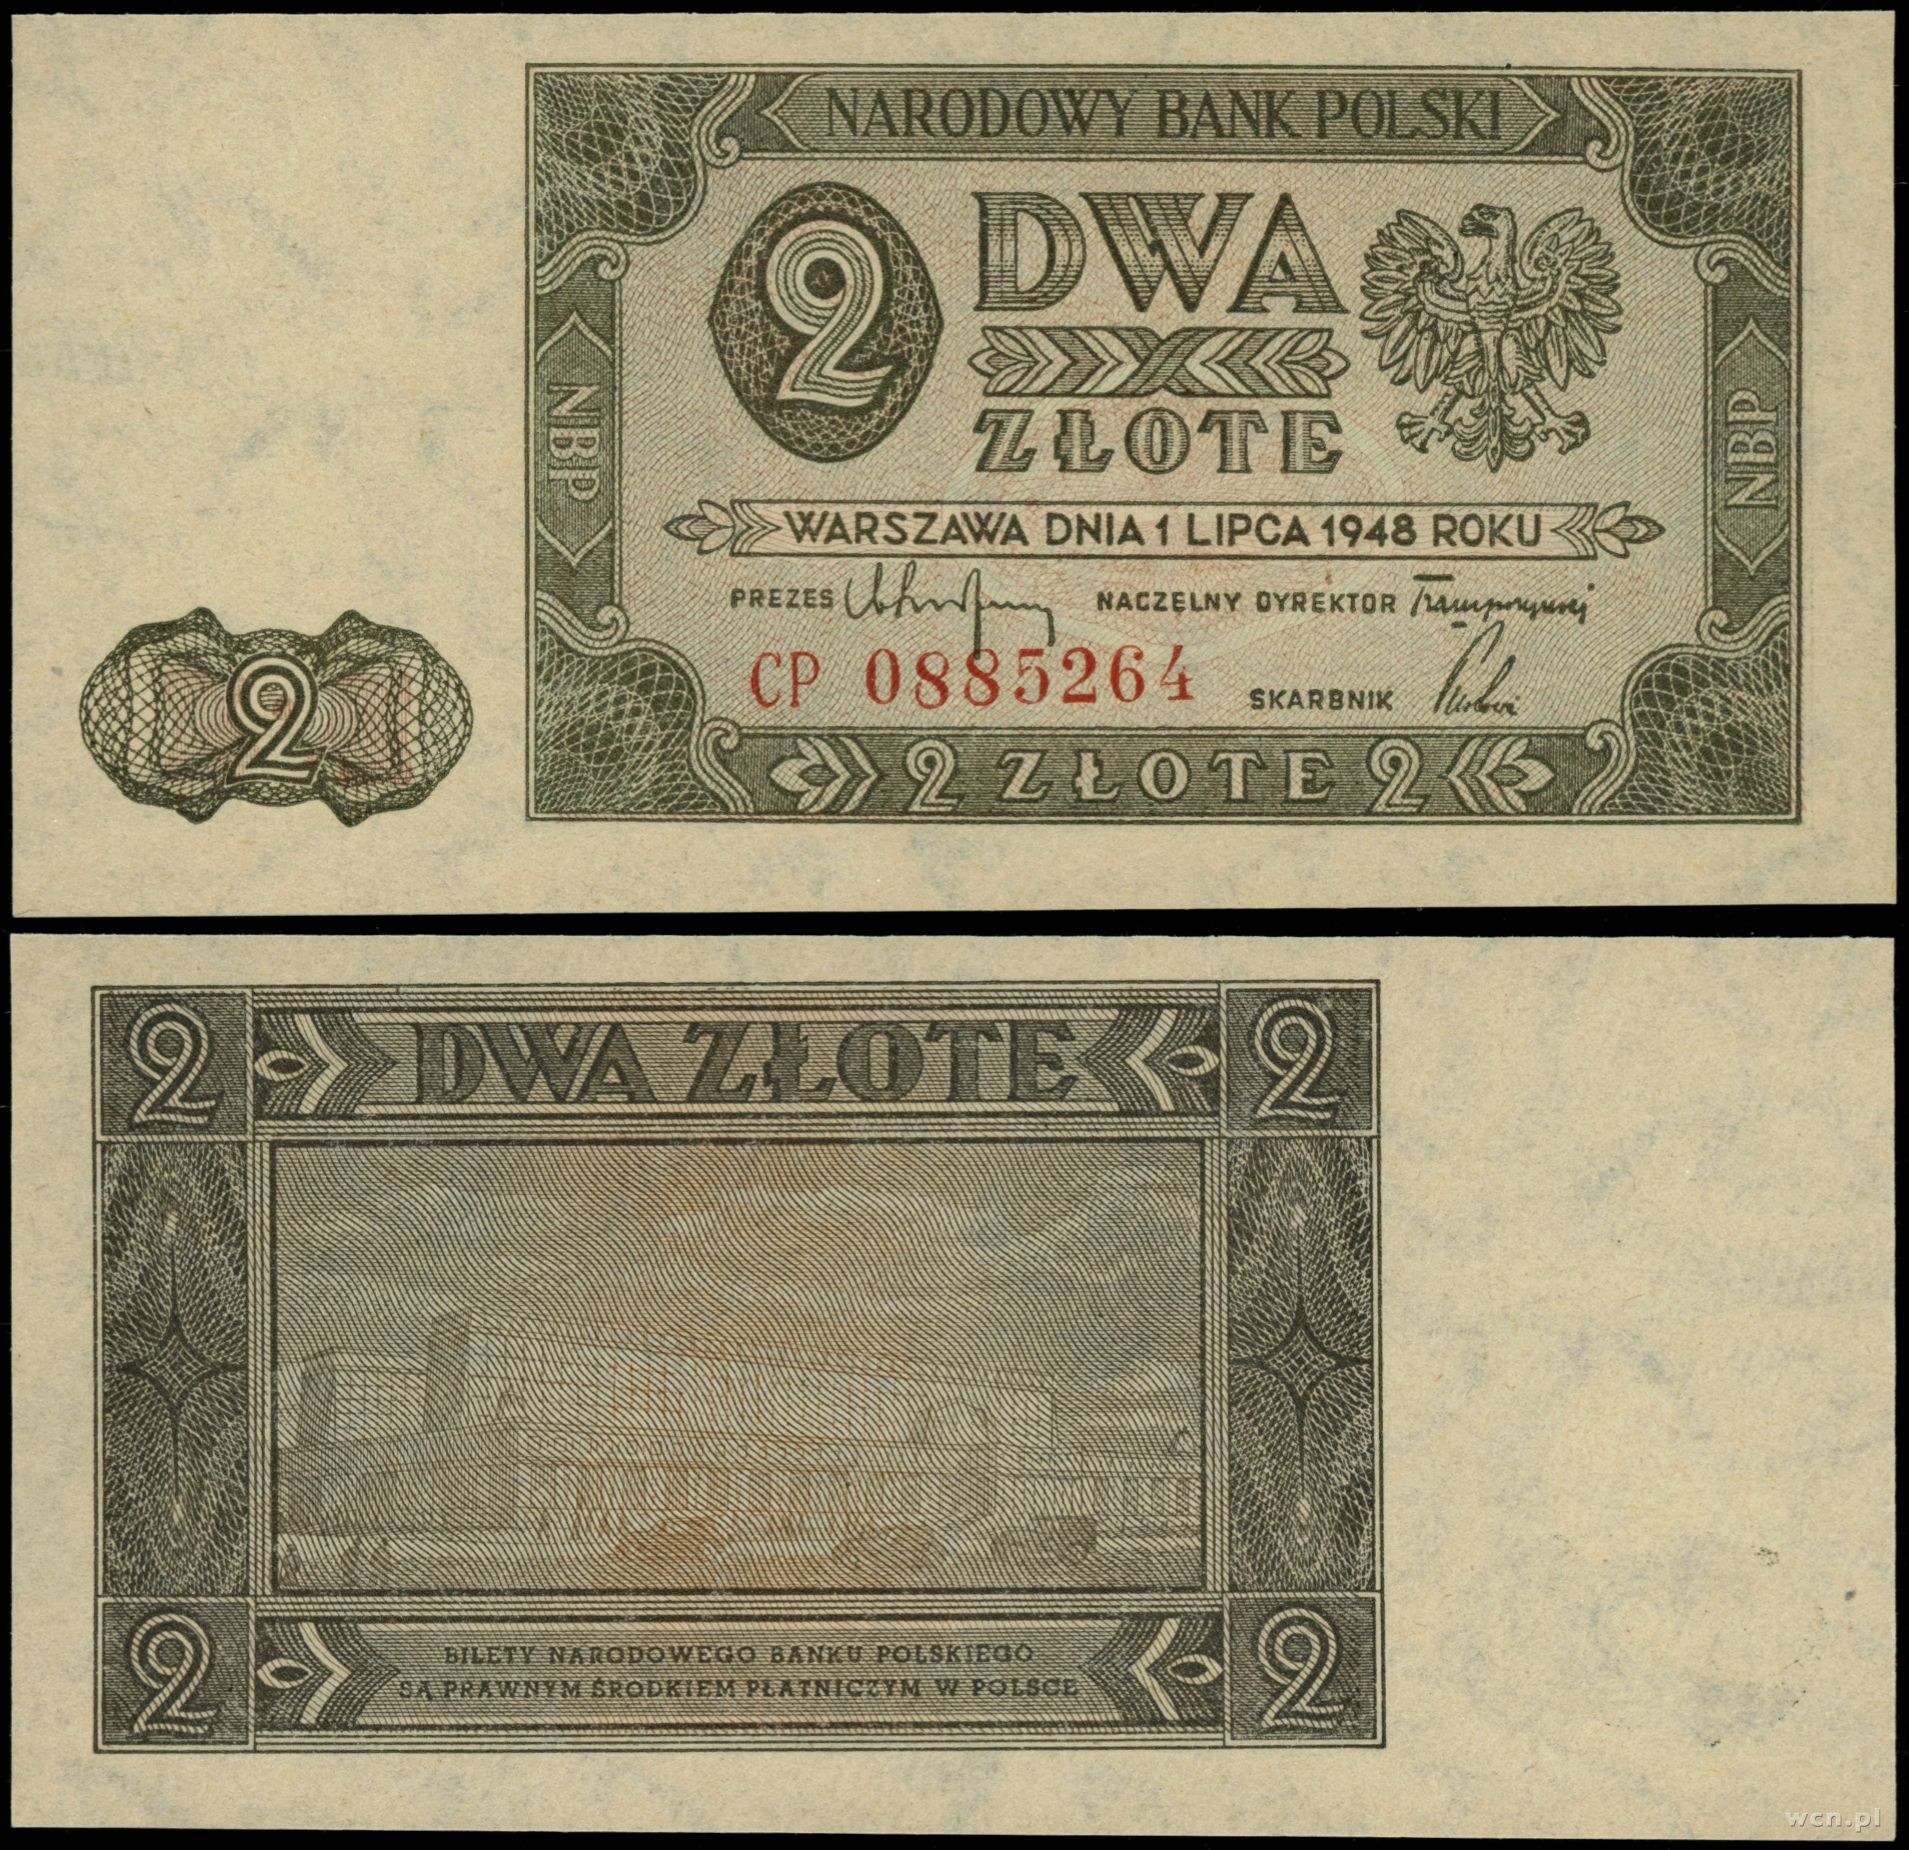 NARODOWY BANK POLSKI
2
DWA
ZŁOTE
NBP
NBP
WARSZAWA DNIA 1 LIPCA 1948 ROKU
PREZES
NACZELNY DYREKTOR
CP 0885264
SKARBNIK
2
2 ZŁOTE 2
2 DWA ZŁOTE 2
2 BILETY NARODOWEGO BANKU POLSKIEGO 2
SĄ PRAWNYM ŚRODKIEM PŁATNICZYM W POLSCE
wcn.pl